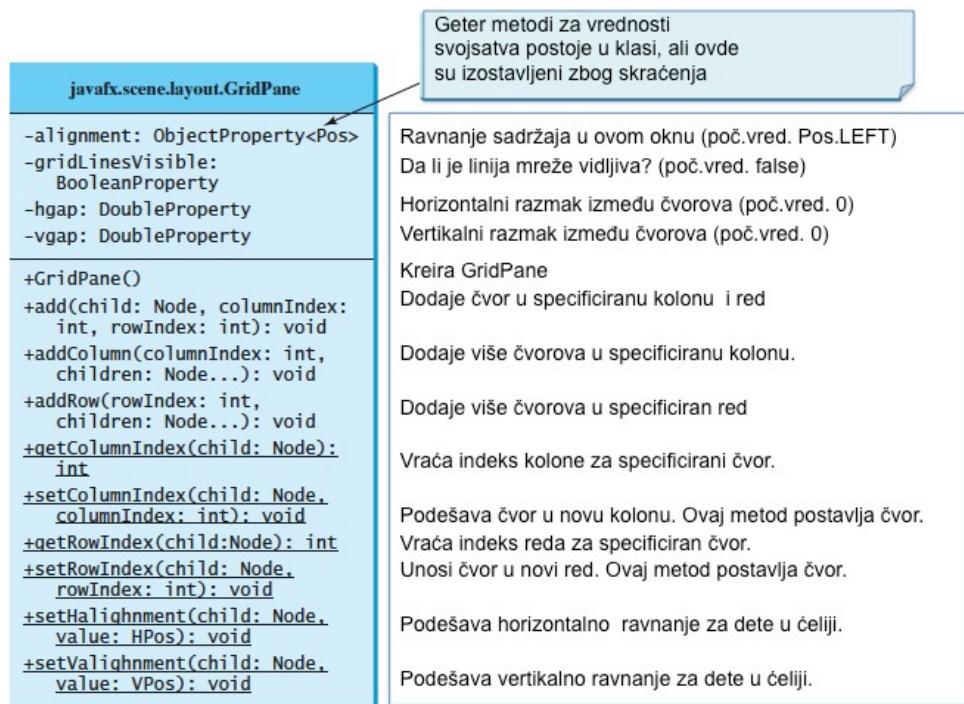 Geter metodi za vrednosti
svojsatva postoje u klasi, ali ovde
su izostavljeni zbog skraćenja
javafx.scene.layout.GridPane
-alignment: ObjectProperty<Pos>
-gridLinesVisible:
BooleanProperty
-hgap: DoubleProperty
-vgap: DoubleProperty
Ravnanje sadržaja u ovom oknu (poč.vred. Pos.LEFT)
Da li je linija mreže vidljiva? (poč.vred. false)
Horizontalni razmak između čvorova (poč.vred. 0)
Vertikalni razmak između čvorova (poč.vred. 0)
+GridPane()
+add(child: Node, columnIndex:
int, rowIndex: int): void
+addColumn(columnIndex: int,
children: Node...): void
+addRow(rowIndex: int,
children: Node...): void
+getColumnIndex(child: Node):
int
+setColumnIndex(child: Node,
columnIndex: int): void
+getRowIndex(child:Node): int
+setRowIndex(child: Node,
rowIndex: int): void
+setHalighnment(child: Node,
value: HPos): void
+setValighnment(child: Node,
value: VPos): void
Kreira GridPane
Dodaje čvor u specificiranu kolonu i red
Dodaje više čvorova u specificiranu kolonu.
Dodaje više čvorova u specificiran red
Vraća indeks kolone za specificirani čvor.
Podešava čvor u novu kolonu. Ovaj metod postavlja čvor.
Vraća indeks reda za specificiran čvor.
Unosi čvor u novi red. Ovaj metod postavlja čvor.
Podešava horizontalno ravnanje za dete u ćeliji.
Podešava vertikalno ravnanje za dete u ćeliji.